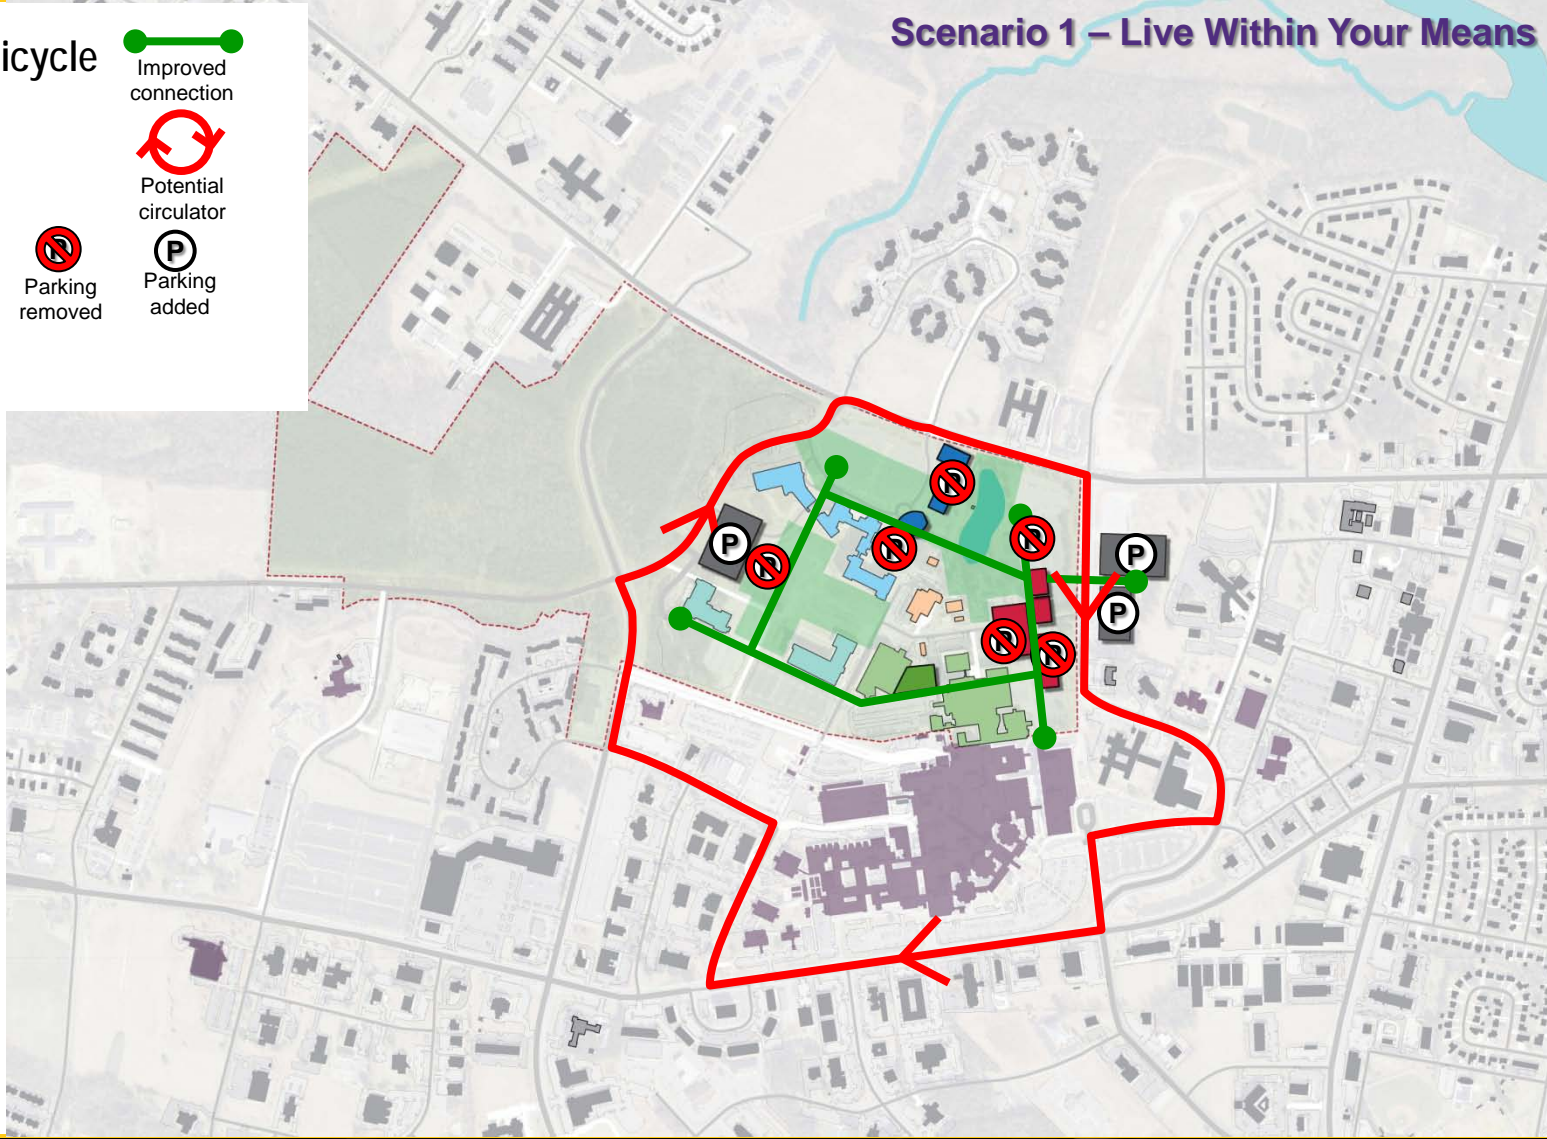 Scenario 1 – Live Within Your Means
icycle
Improved
connection
Potential
circulator
P
P
Parking
removed
Parking
added
P
P
P
P
P
P
P
P
P